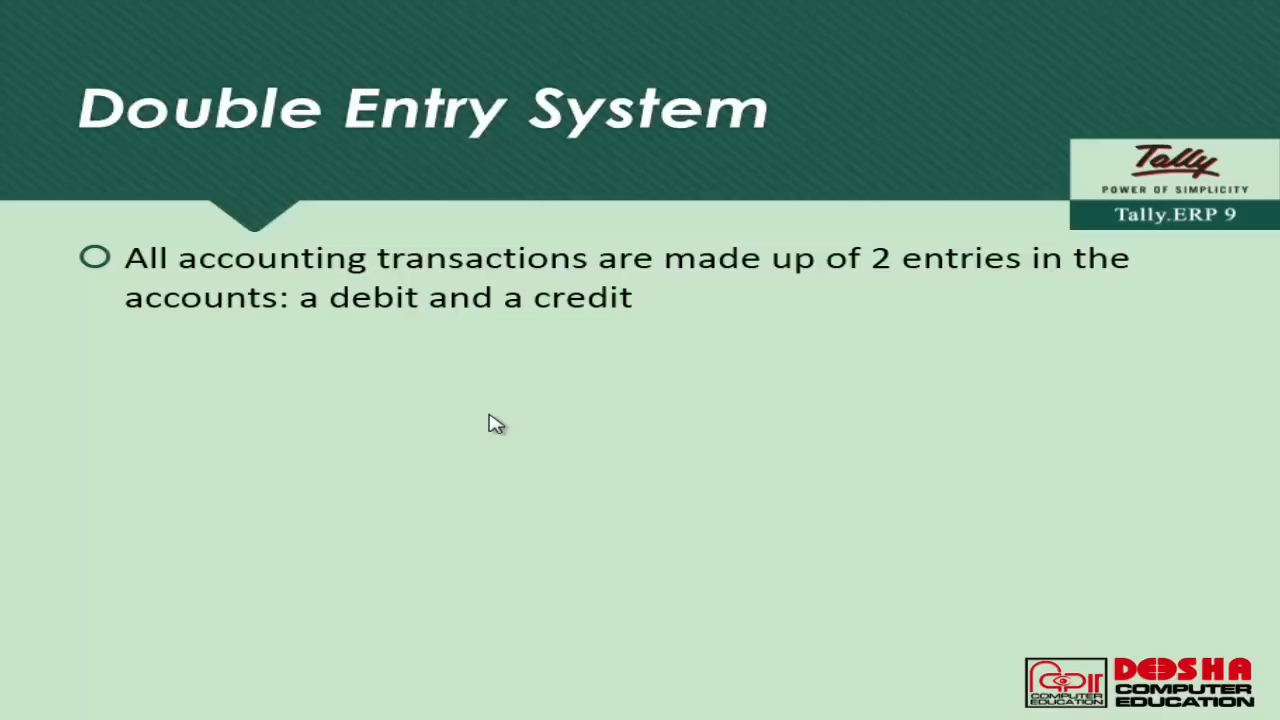 Double Entry System
Tally
POWER OF SIMPLICITY
Tally.ERP 9
All accounting transactions are made up of 2 entries in the
accounts: a debit and a credit
COMPUTER
EDUCATION
COMPUTER
EDUCATION